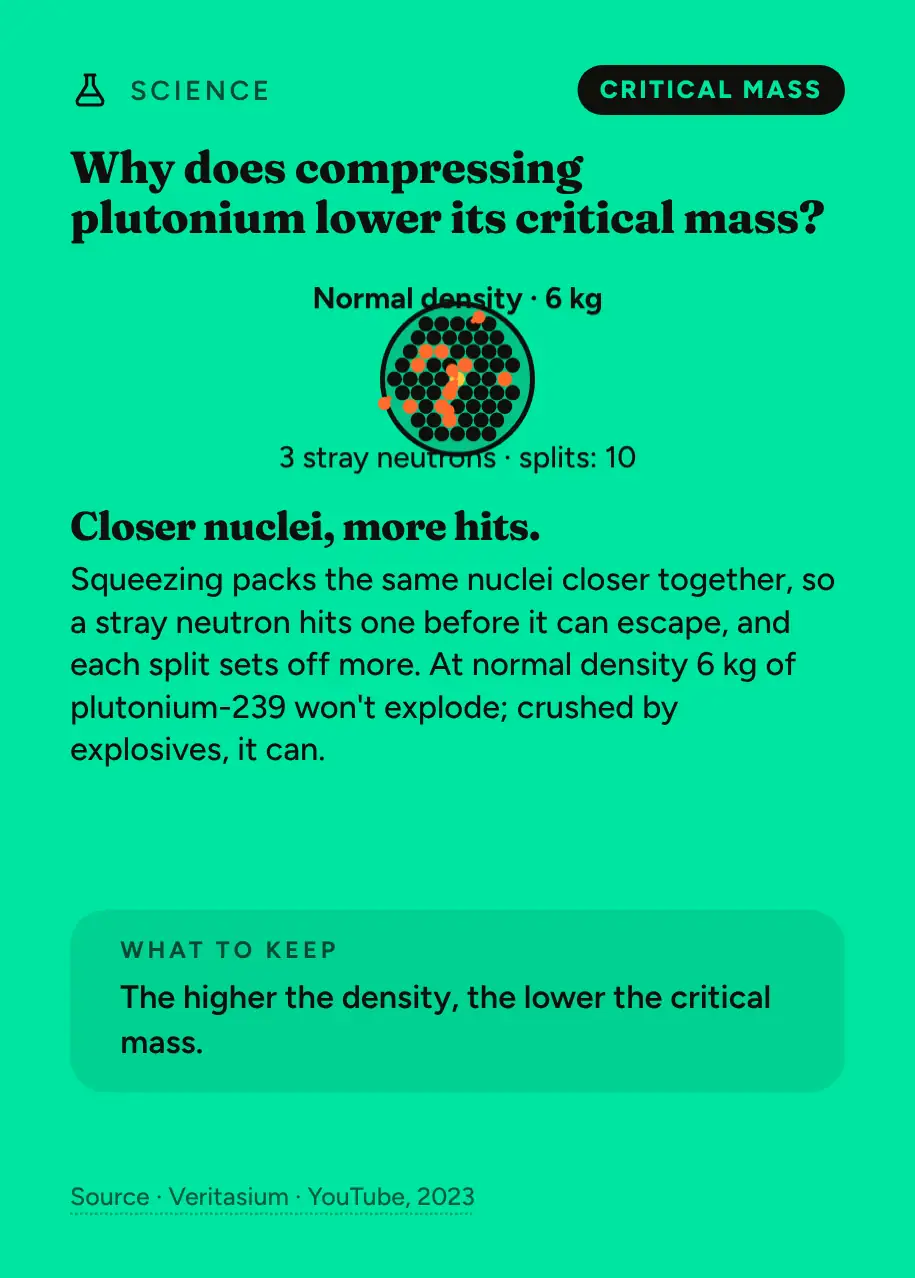 SCIENCE
CRITICAL MASS
Why does compressing
plutonium lower its critical mass?
Normal density · 6 kg
3 stray neutrons · splits: 10
Closer nuclei, more hits.
Squeezing packs the same nuclei closer together, so
a stray neutron hits one before it can escape, and
each split sets off more. At normal density 6 kg of
plutonium-239 won't explode; crushed by
explosives, it can.
WHAT TO KEEP
The higher the density, the lower the critical
mass.
Source · Veritasium · YouTube, 2023